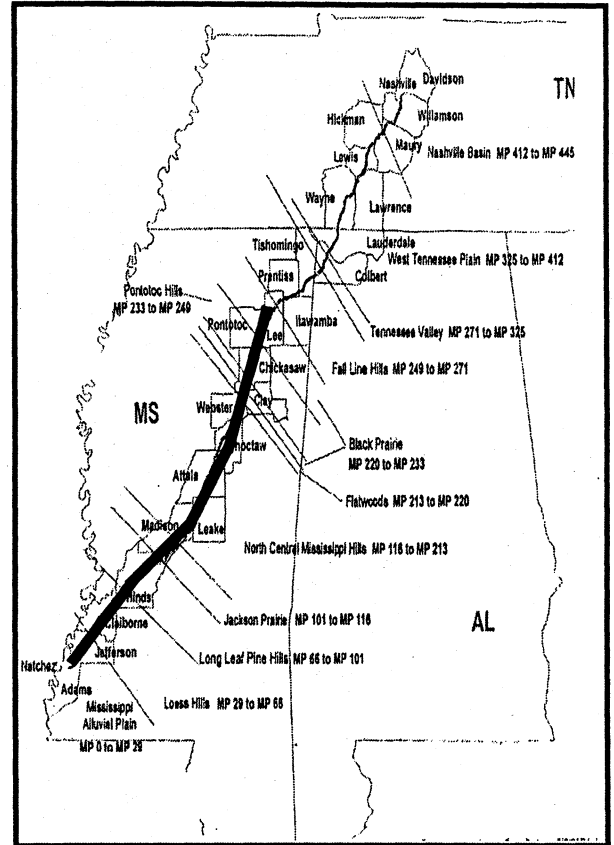 Nashville
Davidson
TN
Hickman
Williamson
Maury
Nashville Basin MP 412 to MP 445
Lewis
Wayne
Lawrence
Tishomingo
Lauderdale
West Tennessee Plain MP 325 to MP 412
Colbert
Prentiss
Pontotoc Hills
MP 233 to MP 249
Itawamba
Pontotoc
Lee
Tennessee Valley MP 271 to MP 325
Chickasaw
Fall Line Hills MP 249 to MP 271
MS
Webster
Clay
Choctaw
Black Prairie
MP 220 to MP 233
Attala
Flatwoods MP 213 to MP 220
Madison
Leake
North Central Mississippi Hills MP 116 to MP 213
Hinds
Jackson Prairie MP 101 to MP 116
AL
Claiborne
Jefferson
Long Leaf Pine Hills MP 66 to MP 101
Natchez
Adams
Mississippi
Alluvial Plain
MP 0 to MP 29
Loess Hills MP 29 to MP 66